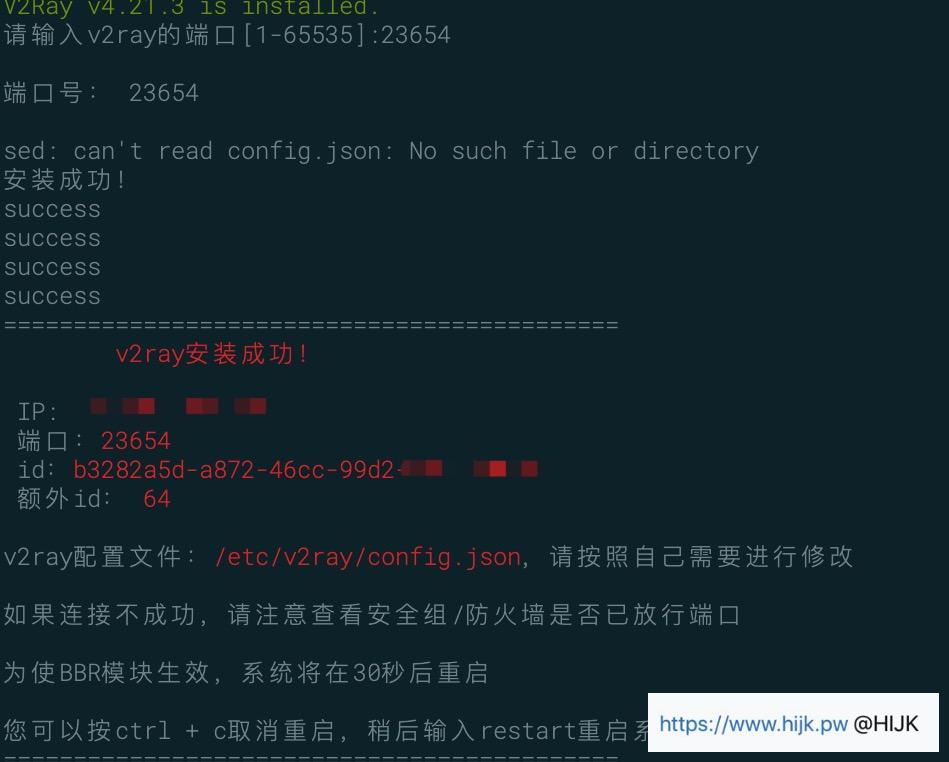 V2Ray v4.21.3 is installed.
请输入v2ray的端口[1-65535]:23654
端口号： 23654
sed: can't read config.json: No such file or directory
安装成功！
success
success
success
success
============================================
v2ray安装成功！
IP:
端口：23654
id: b3282a5d-a872-46cc-99d2-
额外id： 64
v2ray配置文件：/etc/v2ray/config.json，请按照自己需要进行修改
如果连接不成功，请注意查看安全组/防火墙是否已放行端口
为使BBR模块生效，系统将在30秒后重启
您可以按ctrl + c取消重启，稍后输入restart重启系
https://www.hijk.pw @HIJK
============================================